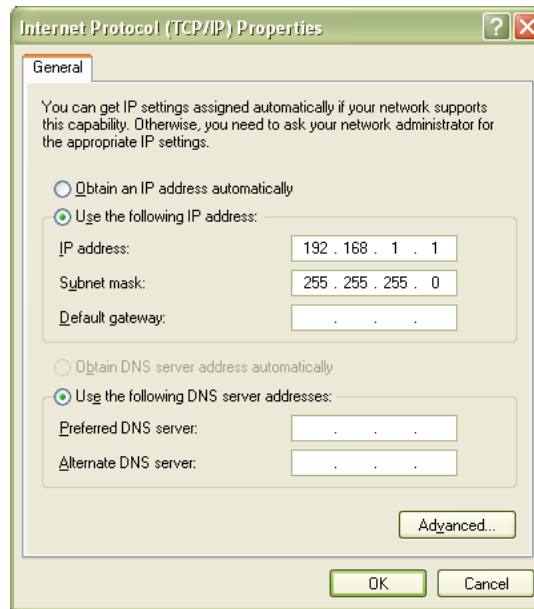 Internet Protocol (TCP/IP) Properties
General
You can get IP settings assigned automatically if your network supports
this capability. Otherwise, you need to ask your network administrator for
the appropriate IP settings.
Obtain an IP address automatically
Use the following IP address:
IP address: 192 . 168 . 1 . 1
Subnet mask: 255 . 255 . 255 . 0
Default gateway: . . .
Obtain DNS server address automatically
Use the following DNS server addresses:
Preferred DNS server: . . .
Alternate DNS server: . . .
Advanced...
OK Cancel